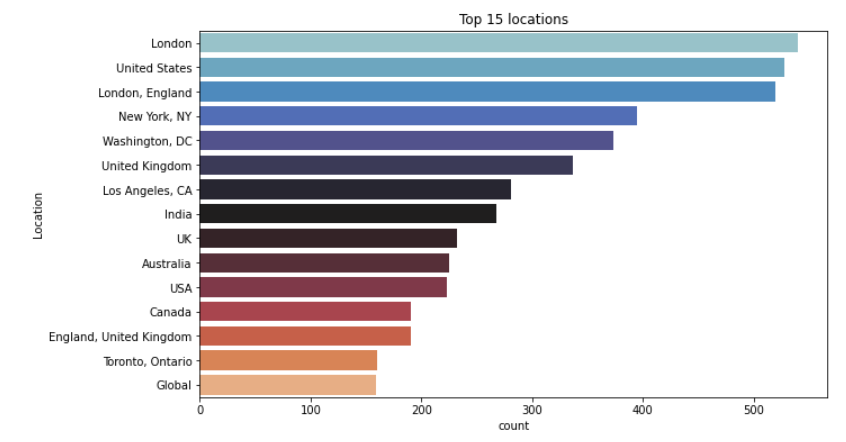 Top 15 locations
London
United States
London, England
New York, NY
Washington, DC
United Kingdom
Los Angeles, CA
India
UK
Australia
USA
Canada
England, United Kingdom
Toronto, Ontario
Global
Location
0 100 200 300 400 500
count